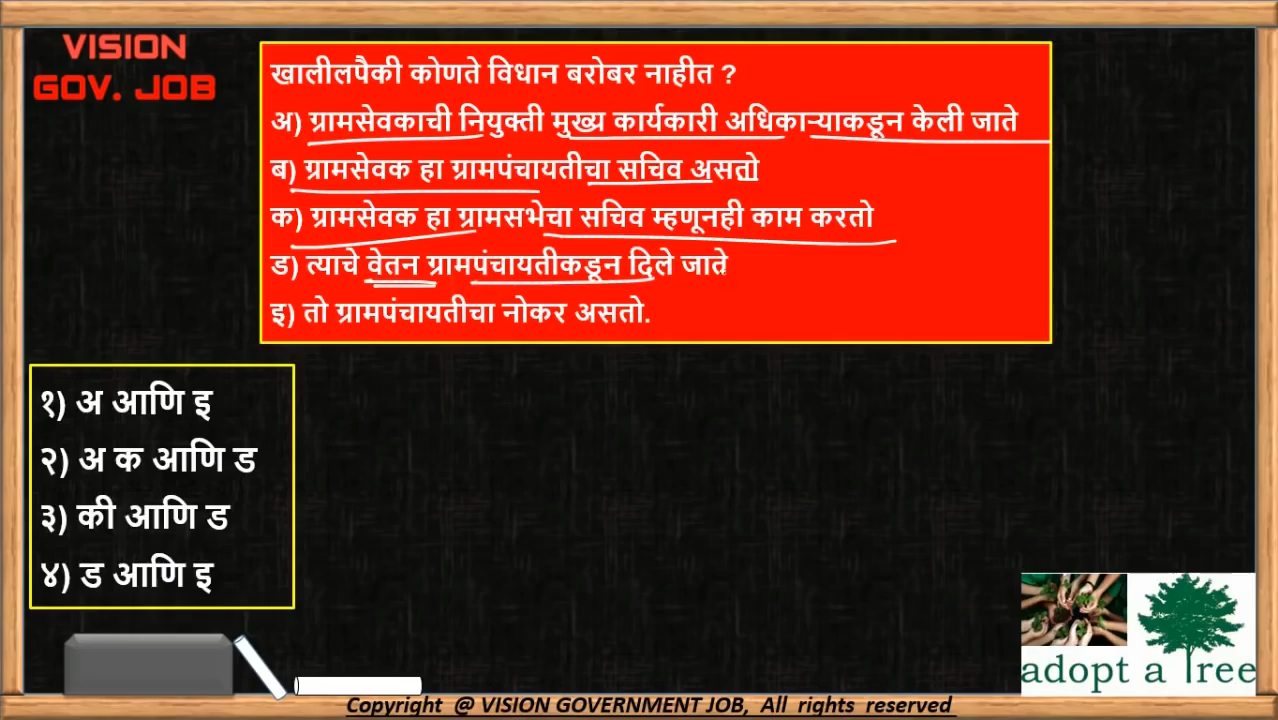 VISION
GOV. JOB
खालीलपैकी कोणते विधान बरोबर नाहीत ?
अ) ग्रामसेवकाची नियुक्ती मुख्य कार्यकारी अधिकाऱ्याकडून केली जाते
ब) ग्रामसेवक हा ग्रामपंचायतीचा सचिव असतो
क) ग्रामसेवक हा ग्रामसभेचा सचिव म्हणूनही काम करतो
ड) त्याचे वेतन ग्रामपंचायतीकडून दिले जाते
इ) तो ग्रामपंचायतीचा नोकर असतो.
१) अ आणि इ
२) अ क आणि ड
३) की आणि ड
४) ड आणि इ
adopt a Tree
Copyright @ VISION GOVERNMENT JOB, All rights reserved